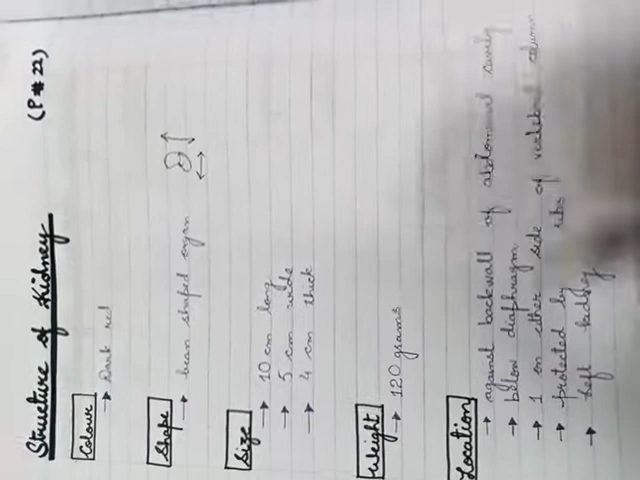 Structure of Kidney (P#22)
Colour
→ Dark red
Shape
→ bean shaped organ
Size
→ 10 cm long
→ 5 cm wide
→ 4 cm thick
Weight
→ 120 grams
Location
→ against backwall of abdominal cavity
→ below diaphragm
→ 1 on either side of vertebral column
→ protected by ribs
→ Left kidney